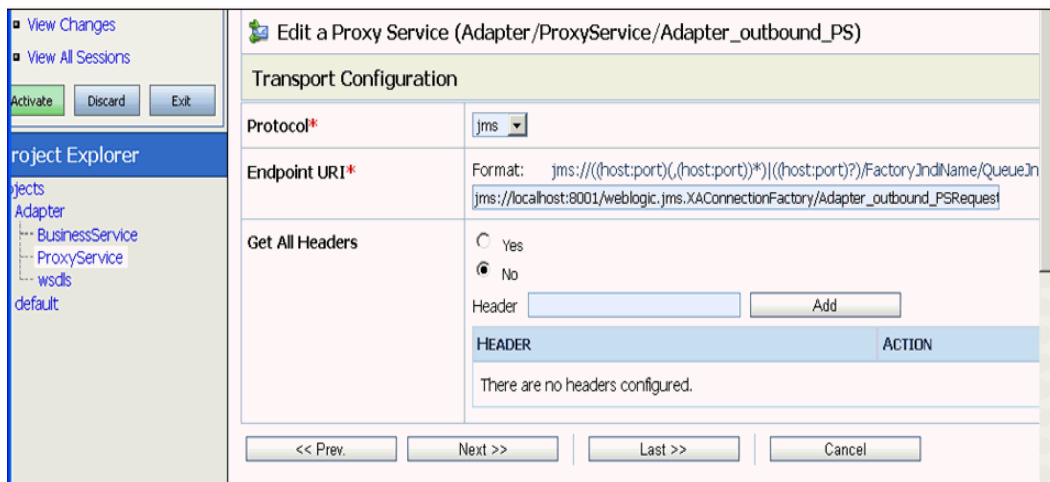 View Changes
View All Sessions
Activate Discard Exit
roject Explorer
ojects
Adapter
BusinessService
ProxyService
wsdls
default
Edit a Proxy Service (Adapter/ProxyService/Adapter_outbound_PS)
Transport Configuration
Protocol*
jms
Endpoint URI*
Format: jms://((host:port)(,(host:port))*)|((host:port)?)/FactoryJndiName/QueueJn
jms://localhost:8001/weblogic.jms.XAConnectionFactory/Adapter_outbound_PSRequest
Get All Headers
Yes
No
Header Add
HEADER ACTION
There are no headers configured.
<< Prev. Next >> Last >> Cancel